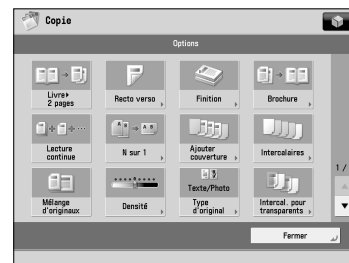 Copie
Options
Livre▸
2 pages
Recto verso
Finition
Brochure
Lecture
continue
N sur 1
Ajouter
couverture
Intercalaires
1 /
Mélange
d'originaux
Densité
Texte/Photo
Type
d'original
Intercal. pour
transparents
Fermer